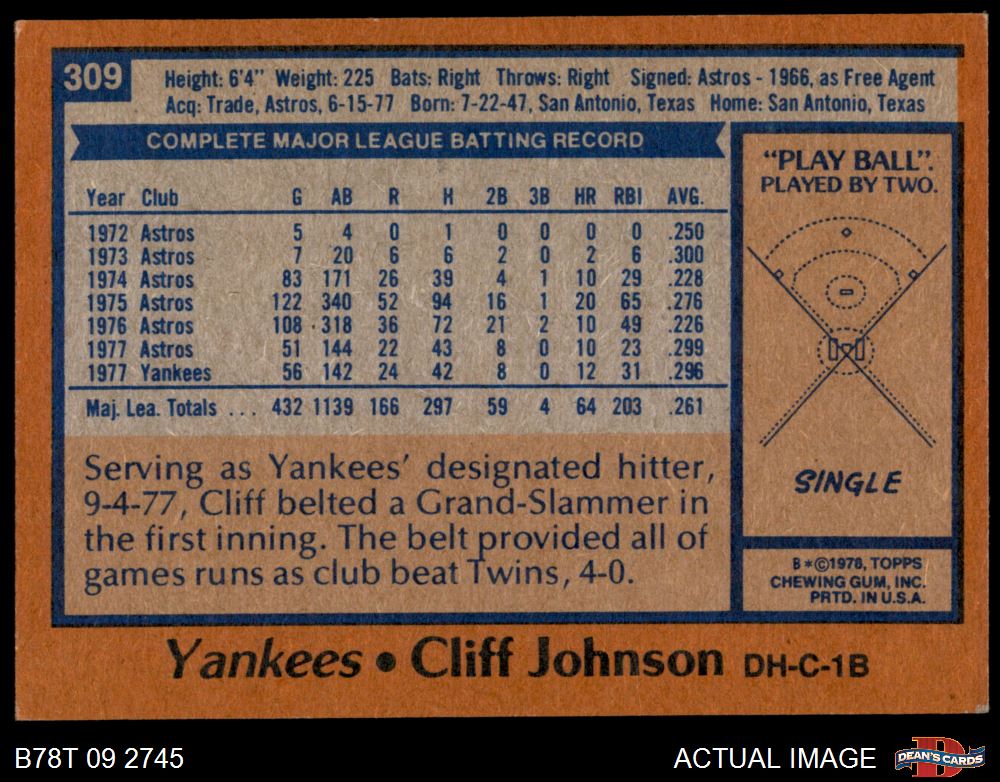 309
Height: 6'4" Weight: 225 Bats: Right Throws: Right Signed: Astros - 1966, as Free Agent
Acq: Trade, Astros, 6-15-77 Born: 7-22-47, San Antonio, Texas Home: San Antonio, Texas
COMPLETE MAJOR LEAGUE BATTING RECORD
Year Club G AB R H 2B 3B HR RBI AVG.
1972 Astros 5 4 0 1 0 0 0 0 .250
1973 Astros 7 20 6 6 2 0 2 6 .300
1974 Astros 83 171 26 39 4 1 10 29 .228
1975 Astros 122 340 52 94 16 1 20 65 .276
1976 Astros 108 318 36 72 21 2 10 49 .226
1977 Astros 51 144 22 43 8 0 10 23 .299
1977 Yankees 56 142 24 42 8 0 12 31 .296
Maj. Lea. Totals ... 432 1139 166 297 59 4 64 203 .261
Serving as Yankees' designated hitter,
9-4-77, Cliff belted a Grand-Slammer in
the first inning. The belt provided all of
games runs as club beat Twins, 4-0.
"PLAY BALL".
PLAYED BY TWO.
SINGLE
B*©1978, TOPPS
CHEWING GUM, INC.
PRTD. IN U.S.A.
Yankees • Cliff Johnson DH-C-1B
B78T 09 2745
ACTUAL IMAGE
DEAN'S CARDS